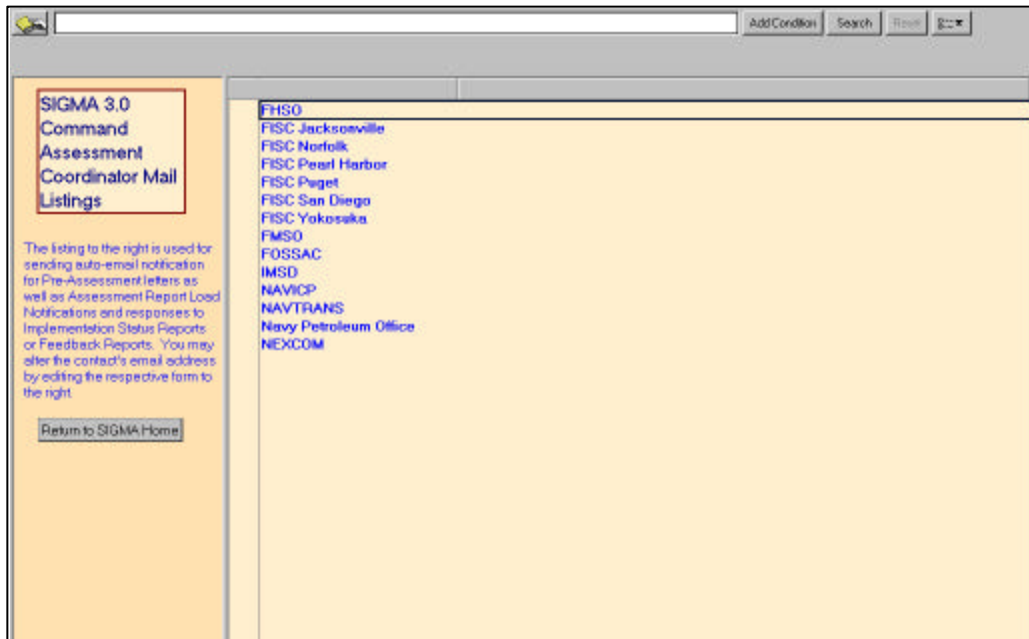 Add Condition Search Reset
SIGMA 3.0
Command
Assessment
Coordinator Mail
Listings
The listing to the right is used for
sending auto-email notification
for Pre-Assessment letters as
well as Assessment Report Load
Notifications and responses to
Implementation Status Reports
or Feedback Reports. You may
alter the contact's email address
by editing the respective form to
the right
Return to SIGMA Home
FHSO
FISC Jacksonville
FISC Norfolk
FISC Pearl Harbor
FISC Puget
FISC San Diego
FISC Yokosuka
FMSO
FOSSAC
IMSD
NAVICP
NAVTRANS
Navy Petroleum Office
NEXCOM